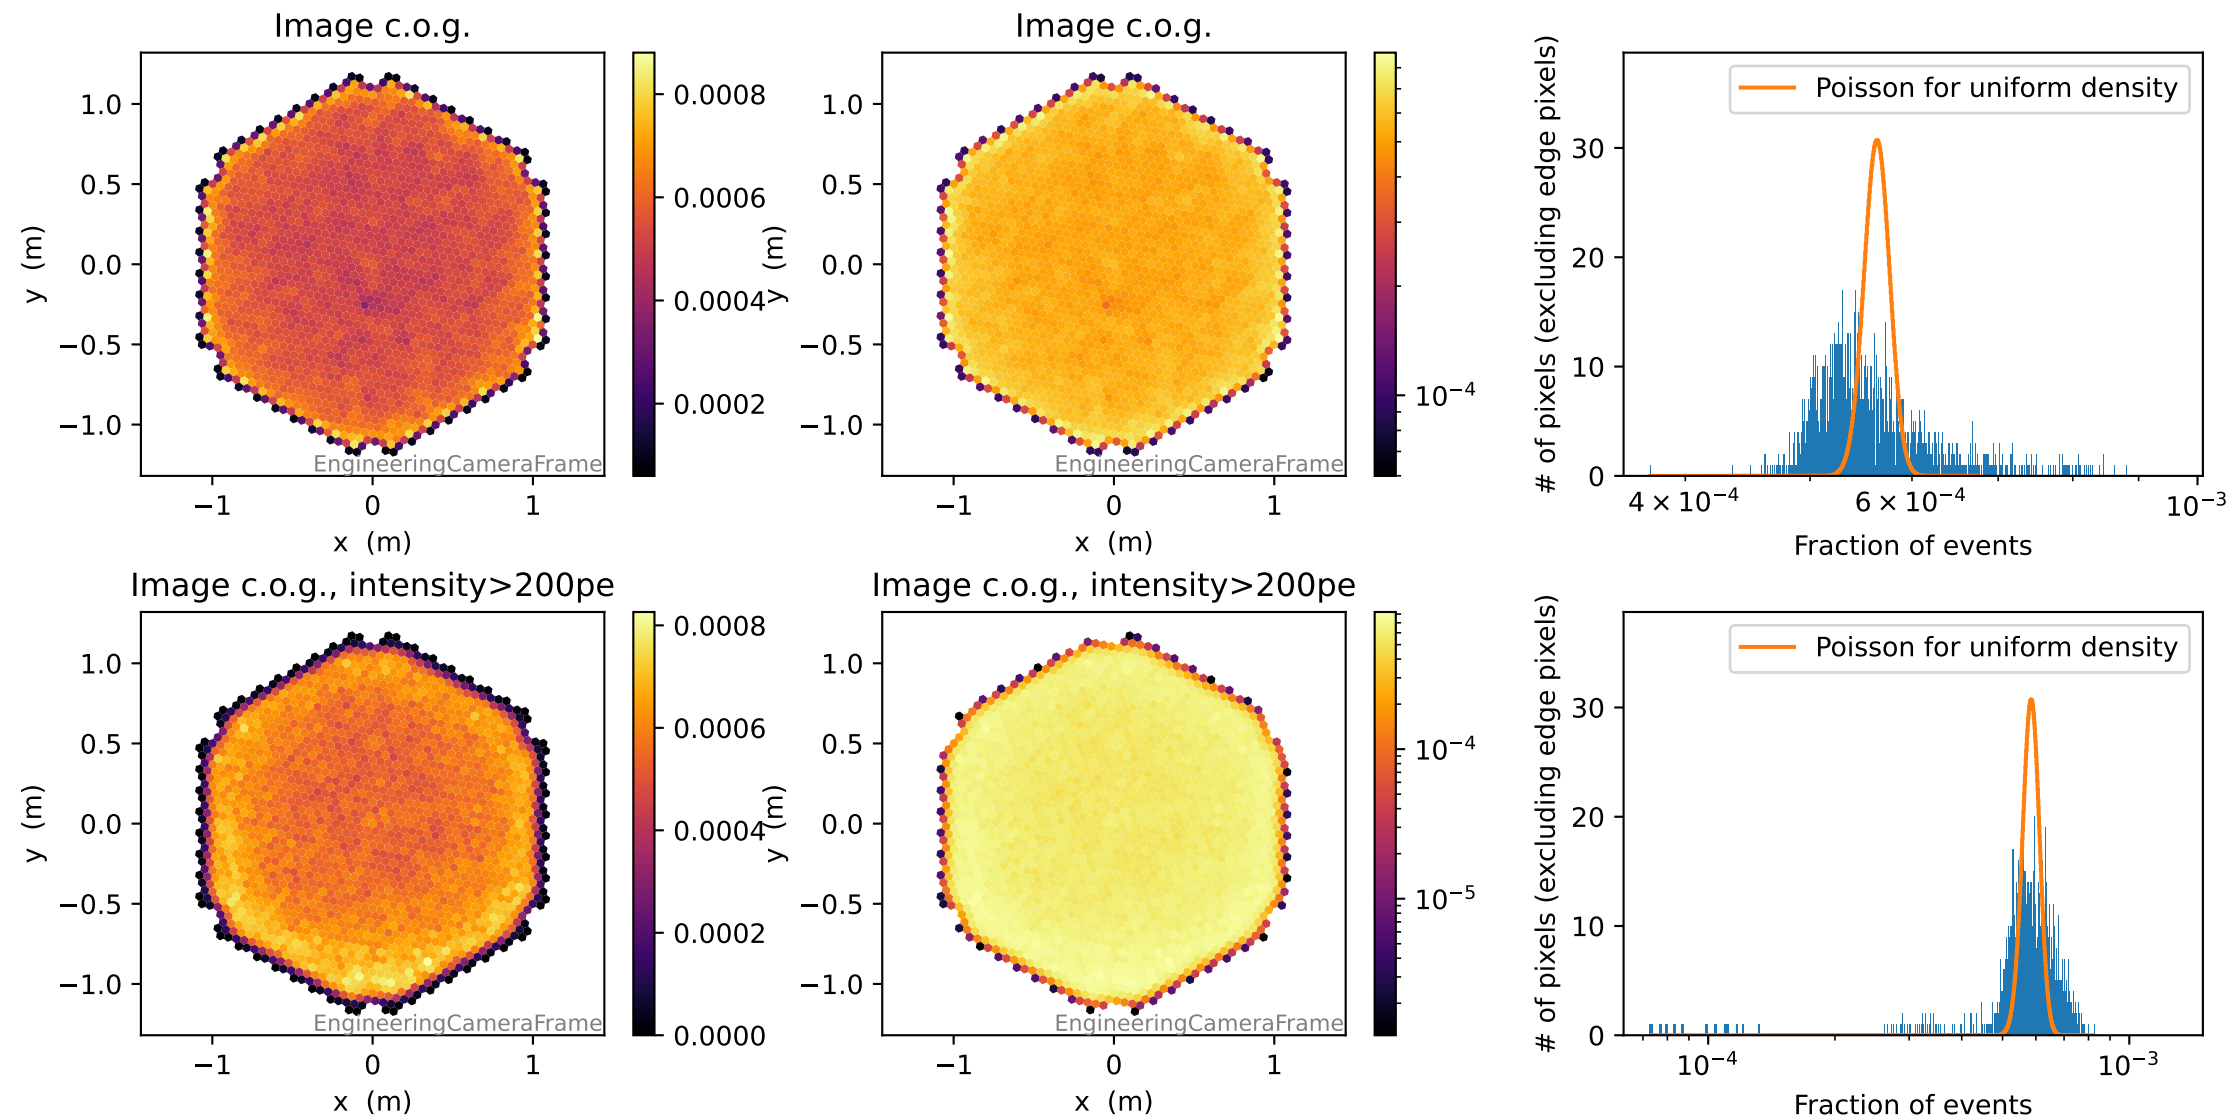 Image c.o.g.
1.0
0.5
0.0
−0.5
−1.0
y (m)
−1
0
1
x (m)
EngineeringCameraFrame
0.0008
0.0006
0.0004
0.0002
Image c.o.g.
1.0
0.5
0.0
−0.5
−1.0
y (m)
−1
0
1
x (m)
EngineeringCameraFrame
10⁻⁴
# of pixels (excluding edge pixels)
Poisson for uniform density
30
20
10
0
4 × 10⁻⁴
6 × 10⁻⁴
10⁻³
Fraction of events
Image c.o.g., intensity>200pe
1.0
0.5
0.0
−0.5
−1.0
y (m)
−1
0
1
x (m)
EngineeringCameraFrame
0.0008
0.0006
0.0004
0.0002
0.0000
Image c.o.g., intensity>200pe
1.0
0.5
0.0
−0.5
−1.0
y (m)
−1
0
1
x (m)
EngineeringCameraFrame
10⁻⁴
10⁻⁵
# of pixels (excluding edge pixels)
Poisson for uniform density
30
20
10
0
10⁻⁴
10⁻³
Fraction of events